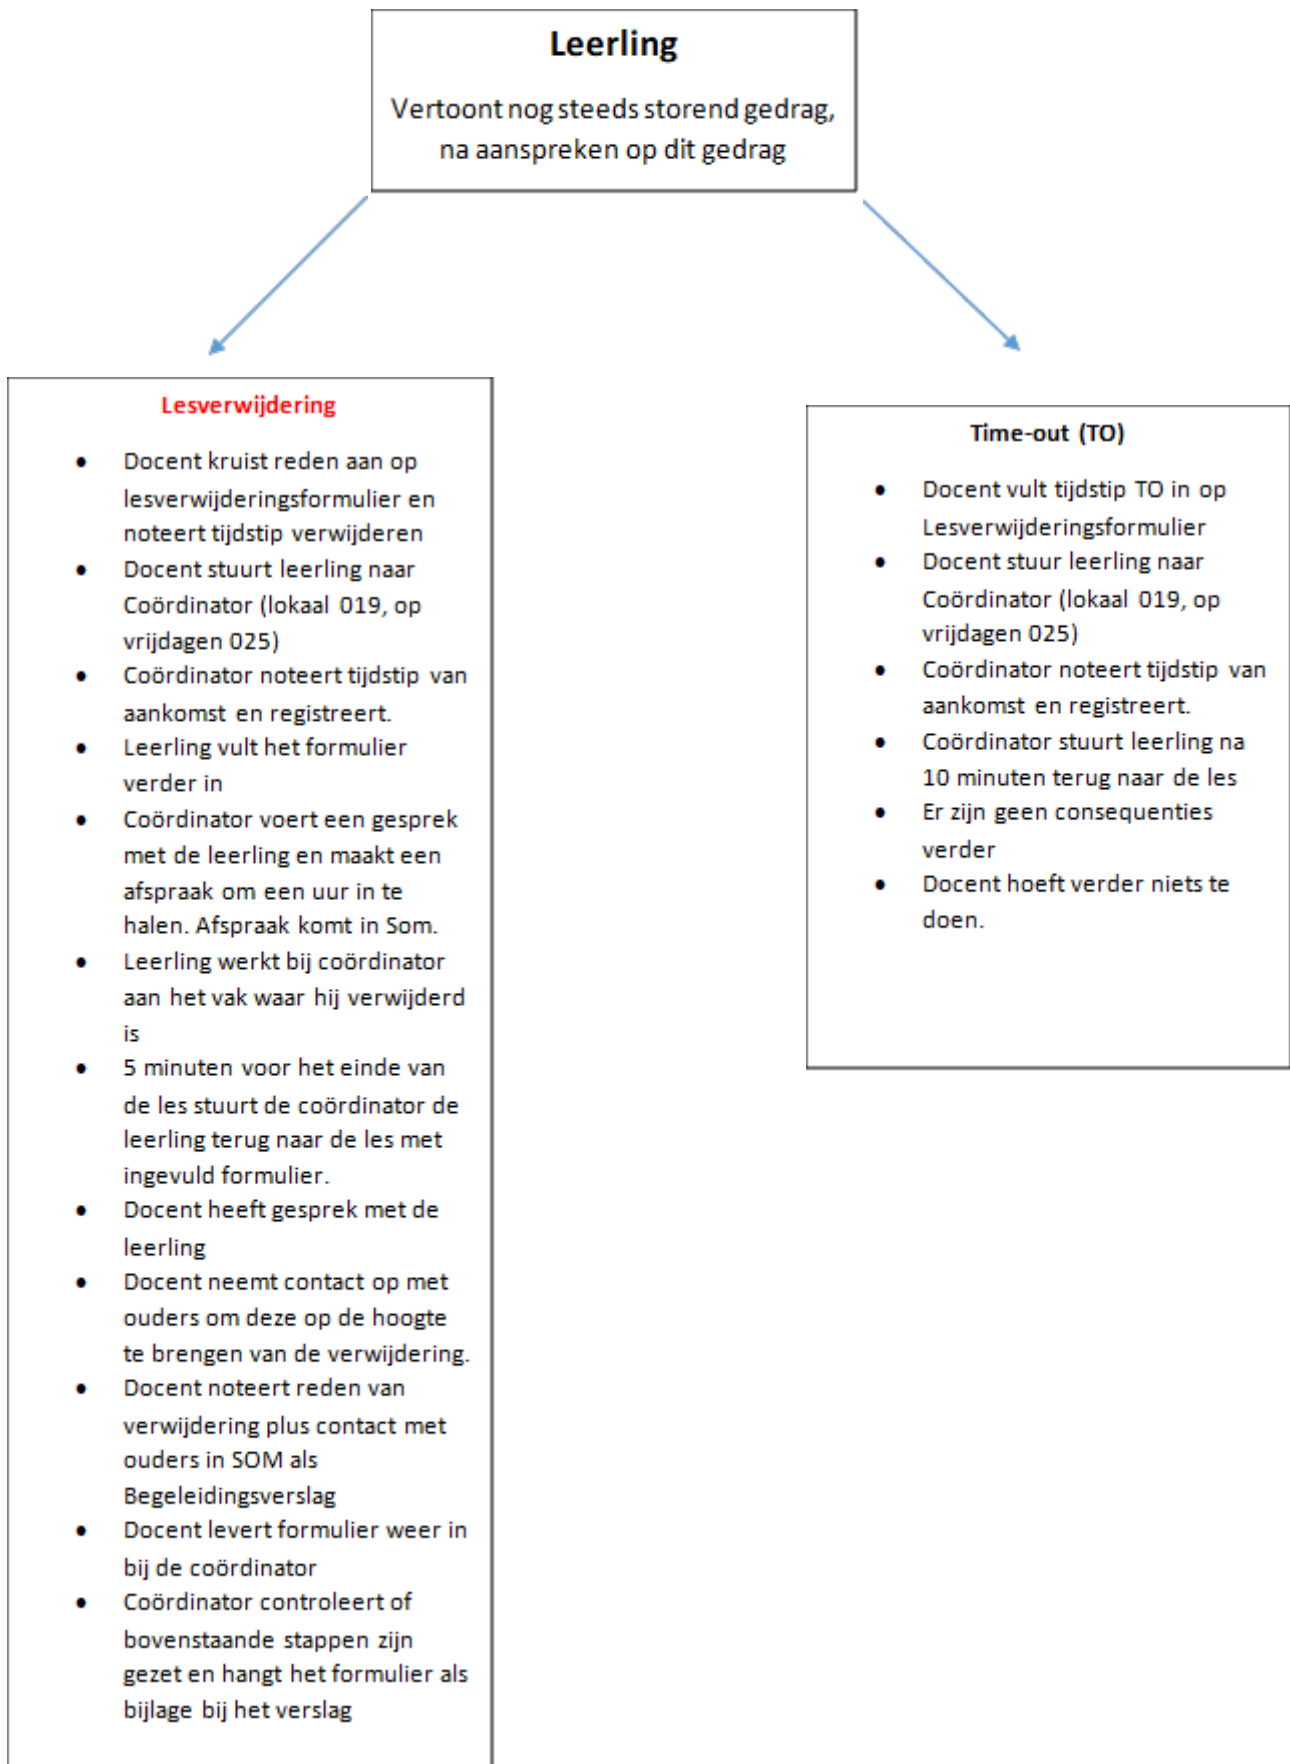 Leerling
Vertoont nog steeds storend gedrag,
na aanspreken op dit gedrag
Lesverwijdering
• Docent kruist reden aan op
lesverwijderingsformulier en
noteert tijdstip verwijderen
• Docent stuurt leerling naar
Coördinator (lokaal 019, op
vrijdagen 025)
• Coördinator noteert tijdstip van
aankomst en registreert.
• Leerling vult het formulier
verder in
• Coördinator voert een gesprek
met de leerling en maakt een
afspraak om een uur in te
halen. Afspraak komt in Som.
• Leerling werkt bij coördinator
aan het vak waar hij verwijderd
is
• 5 minuten voor het einde van
de les stuurt de coördinator de
leerling terug naar de les met
ingevuld formulier.
• Docent heeft gesprek met de
leerling
• Docent neemt contact op met
ouders om deze op de hoogte
te brengen van de verwijdering.
• Docent noteert reden van
verwijdering plus contact met
ouders in SOM als
Begeleidingsverslag
• Docent levert formulier weer in
bij de coördinator
• Coördinator controleert of
bovenstaande stappen zijn
gezet en hangt het formulier als
bijlage bij het verslag
Time-out (TO)
• Docent vult tijdstip TO in op
Lesverwijderingsformulier
• Docent stuur leerling naar
Coördinator (lokaal 019, op
vrijdagen 025)
• Coördinator noteert tijdstip van
aankomst en registreert.
• Coördinator stuurt leerling na
10 minuten terug naar de les
• Er zijn geen consequenties
verder
• Docent hoeft verder niets te
doen.